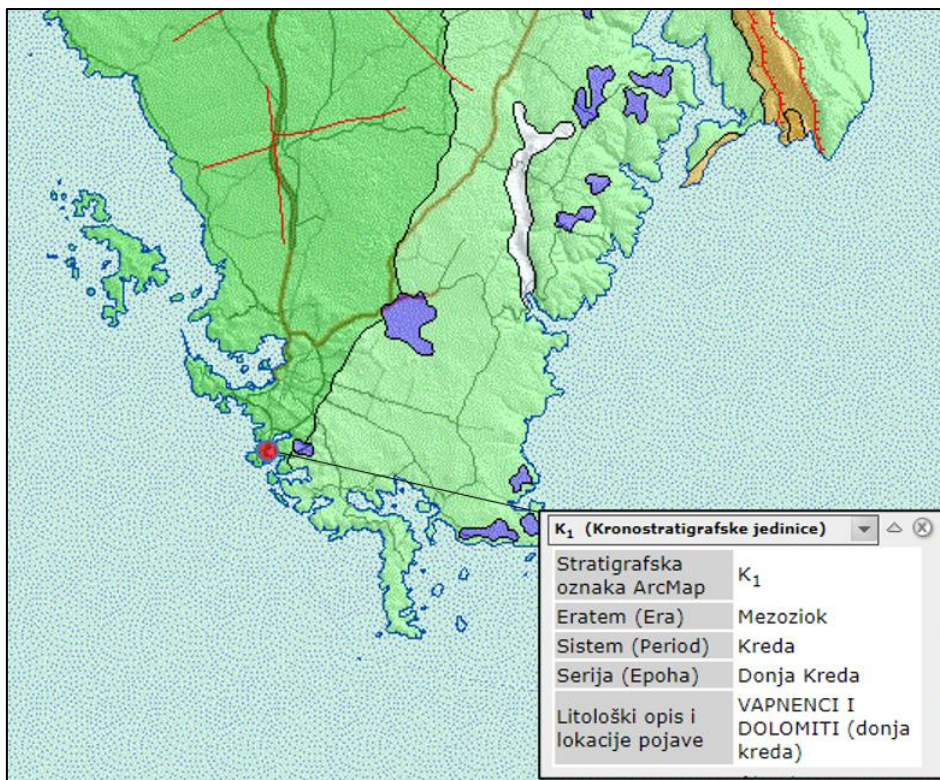 K₁ (Kronostratigrafske jedinice)
Stratigrafska
oznaka ArcMap
K₁
Eratem (Era)
Mezoziok
Sistem (Period)
Kreda
Serija (Epoha)
Donja Kreda
Litološki opis i
lokacije pojave
VAPNENCI I
DOLOMITI (donja
kreda)